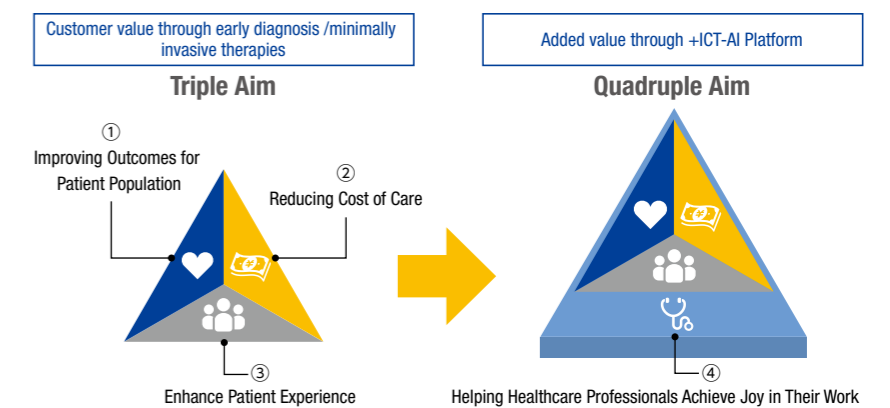 Customer value through early diagnosis /minimally
invasive therapies
Added value through +ICT-AI Platform
Triple Aim
Quadruple Aim
①
Improving Outcomes for
Patient Population
②
Reducing Cost of Care
③
Enhance Patient Experience
④
Helping Healthcare Professionals Achieve Joy in Their Work